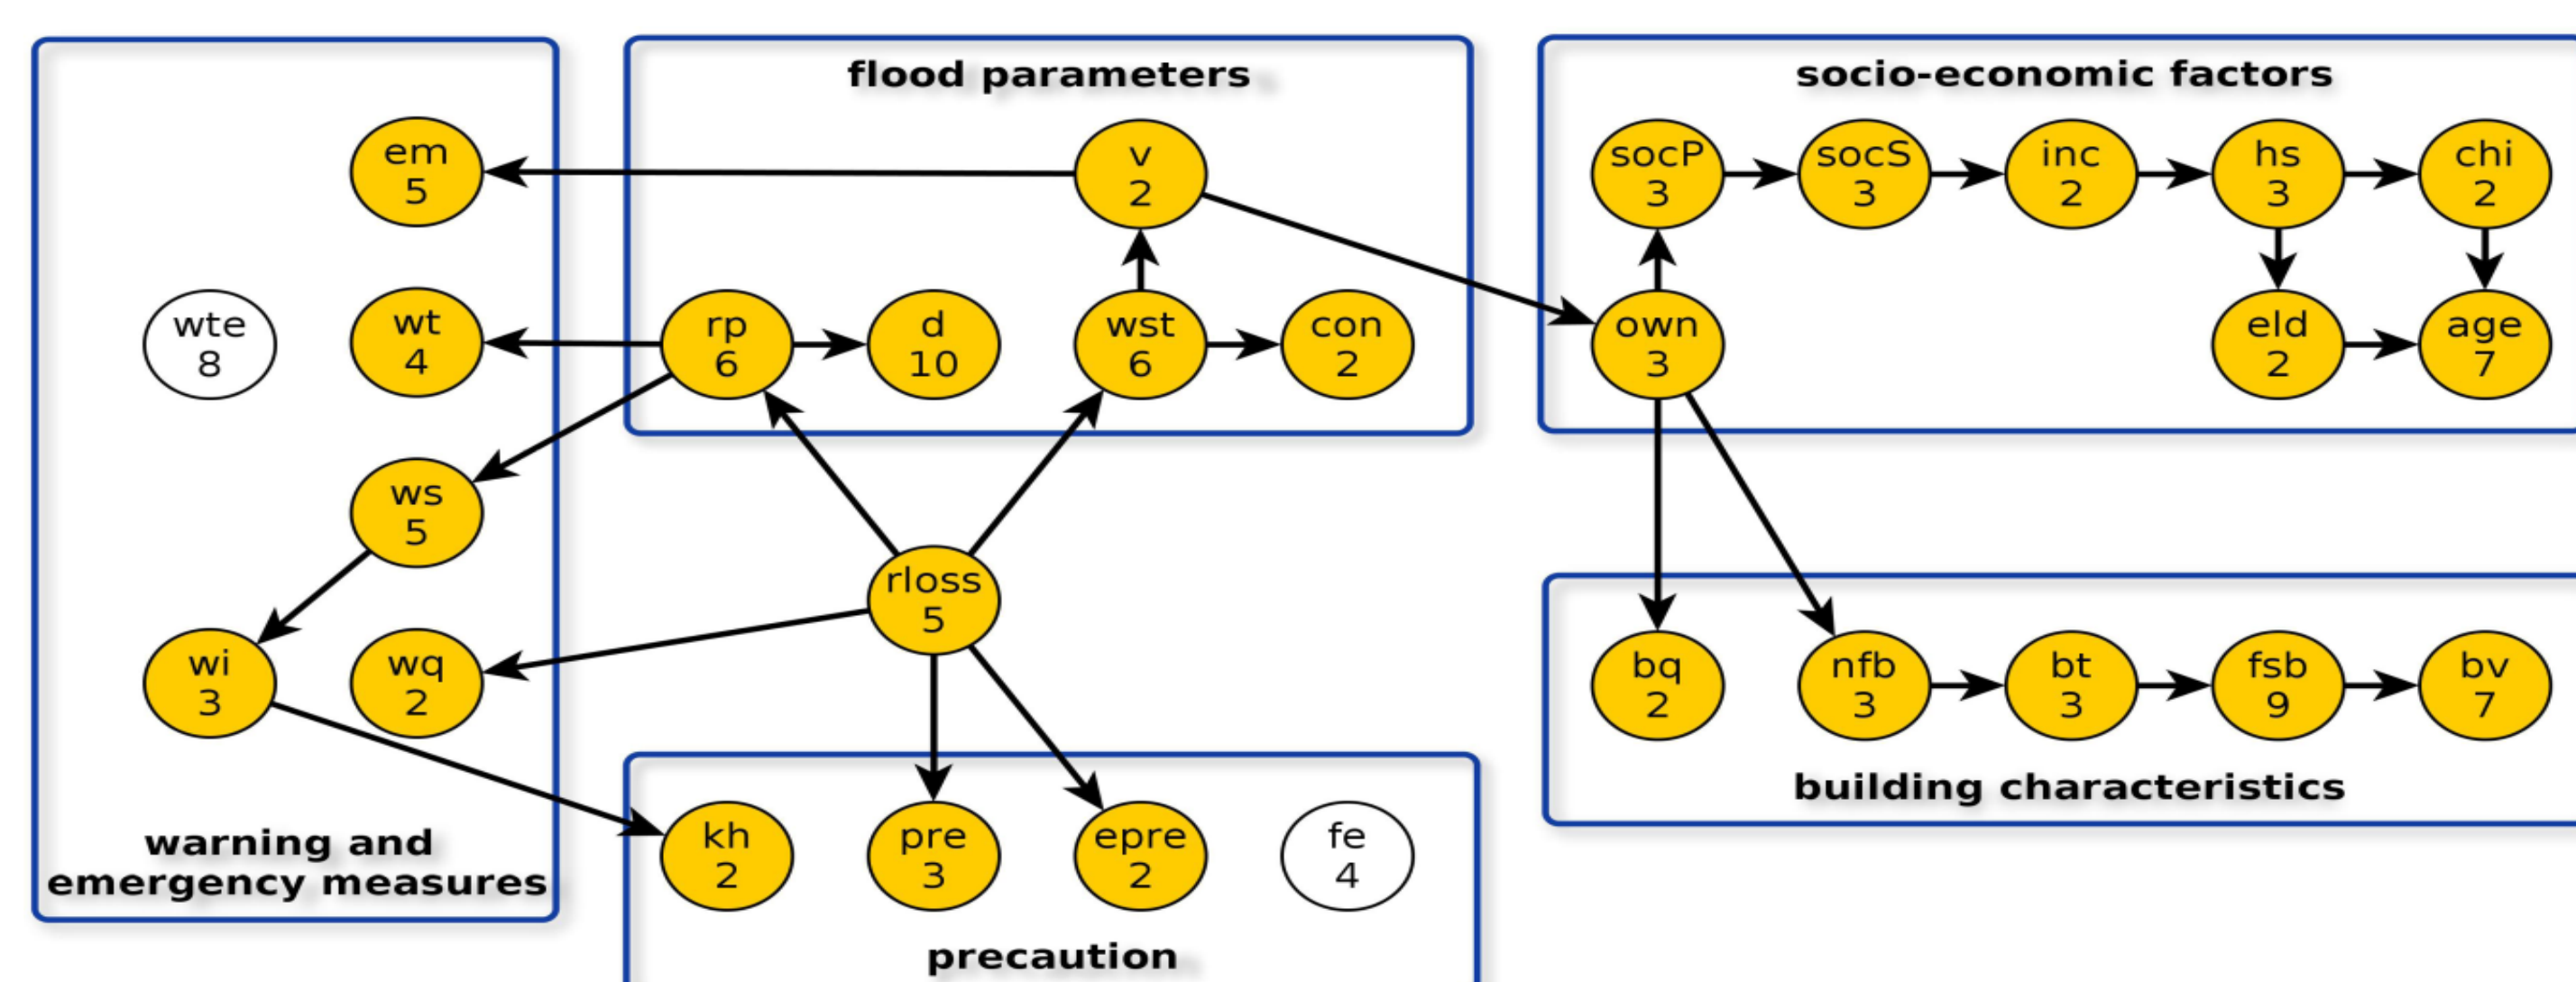 flood parameters
socio-economic factors
em
5
v
2
socP
3
socS
3
inc
2
hs
3
chi
2
wte
8
wt
4
rp
6
d
10
wst
6
con
2
own
3
eld
2
age
7
ws
5
rloss
5
wi
3
wq
2
bq
2
nfb
3
bt
3
fsb
9
bv
7
building characteristics
warning and
emergency measures
kh
2
pre
3
epre
2
fe
4
precaution